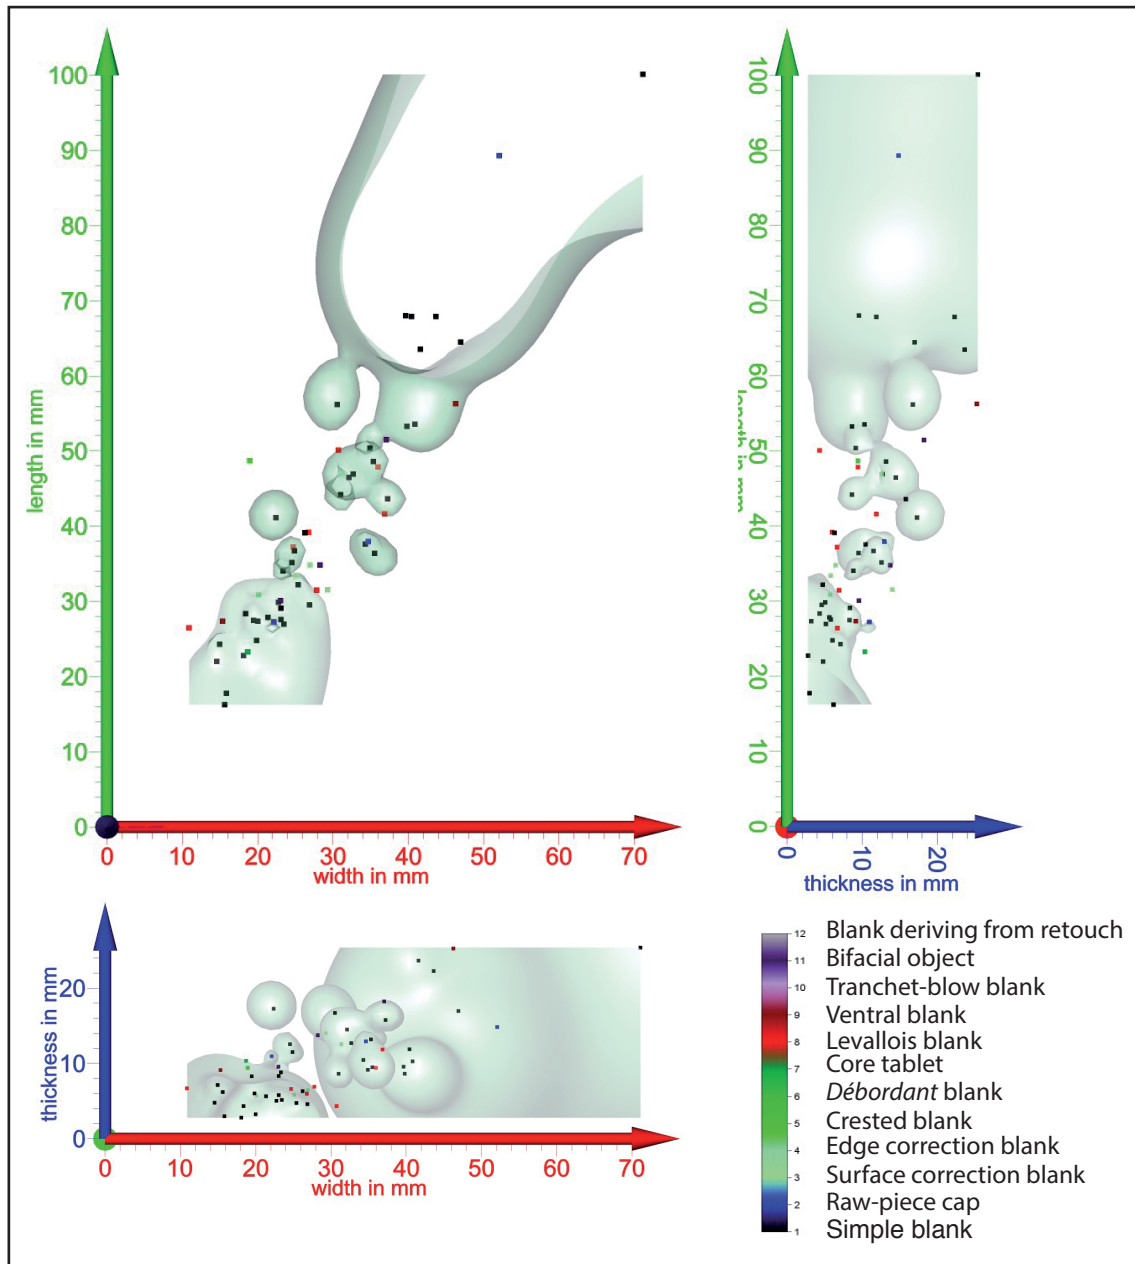 100
90
80
70
60
50
40
30
20
10
0
length in mm
0 10 20 30 40 50 60 70
width in mm
100
90
80
70
60
50
40
30
20
10
0
length in mm
0 10 20
thickness in mm
20
10
0
thickness in mm
0 10 20 30 40 50 60 70
width in mm
12 Blank deriving from retouch
11 Bifacial object
10 Tranchet-blow blank
9 Ventral blank
8 Levallois blank
7 Core tablet
6 Débordant blank
5 Crested blank
4 Edge correction blank
3 Surface correction blank
2 Raw-piece cap
1 Simple blank